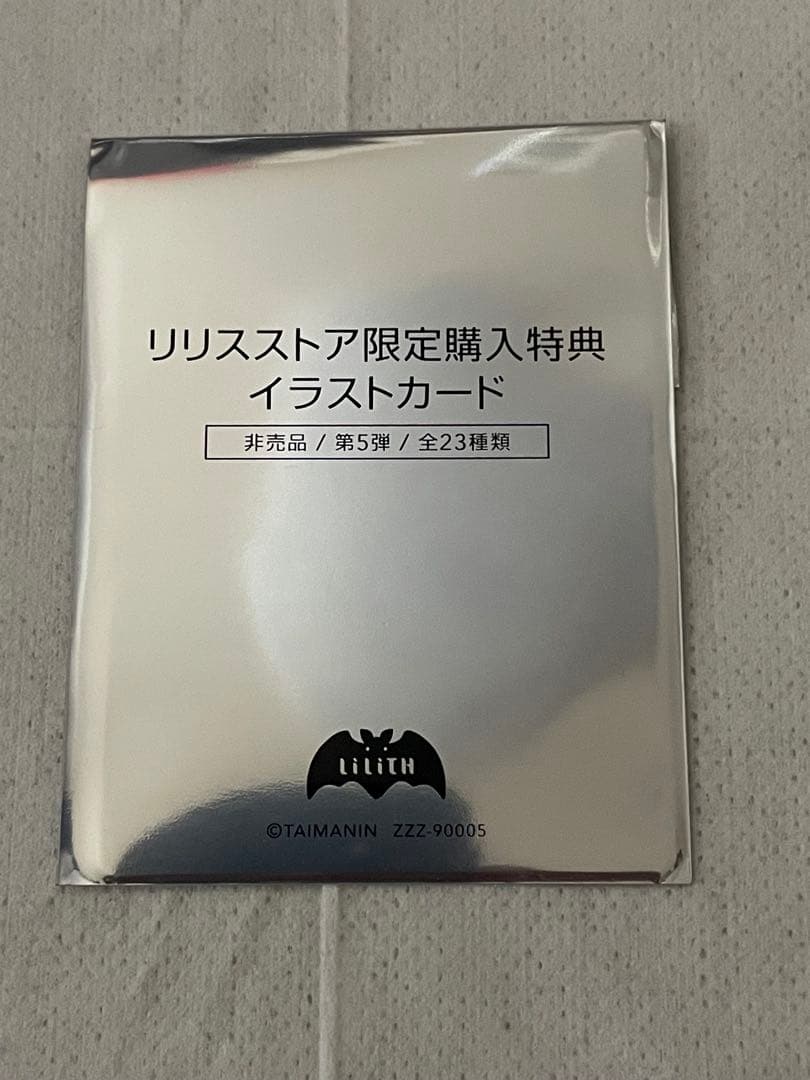 リリスストア限定購入特典
イラストカード
非売品 / 第5弾 / 全23種類
LiLiTH
©TAIMANIN ZZZ-90005